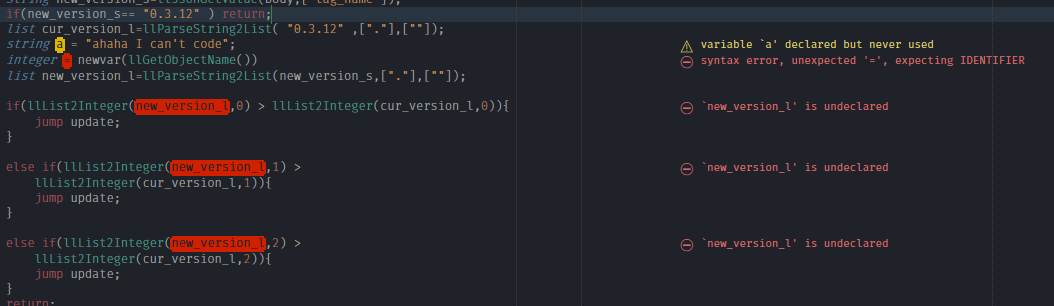 string new_version_s=llJsonGetValue(body,["tag_name"]);
if(new_version_s== "0.3.12" ) return;
list cur_version_l=llParseString2List( "0.3.12" ,["."],[""]);
string a = "ahaha I can't code";
variable `a' declared but never used
integer = newvar(llGetObjectName())
syntax error, unexpected '=', expecting IDENTIFIER
list new_version_l=llParseString2List(new_version_s,["."],[""]);
if(llList2Integer(new_version_l,0) > llList2Integer(cur_version_l,0)){
`new_version_l' is undeclared
jump update;
}
else if(llList2Integer(new_version_l,1) >
`new_version_l' is undeclared
llList2Integer(cur_version_l,1)){
jump update;
}
else if(llList2Integer(new_version_l,2) >
`new_version_l' is undeclared
llList2Integer(cur_version_l,2)){
jump update;
}
return;